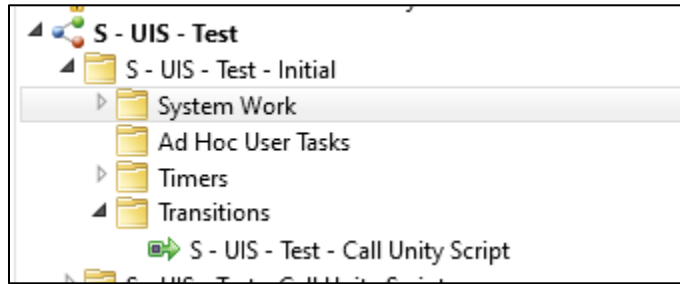 S - UIS - Test
S - UIS - Test - Initial
System Work
Ad Hoc User Tasks
Timers
Transitions
S - UIS - Test - Call Unity Script